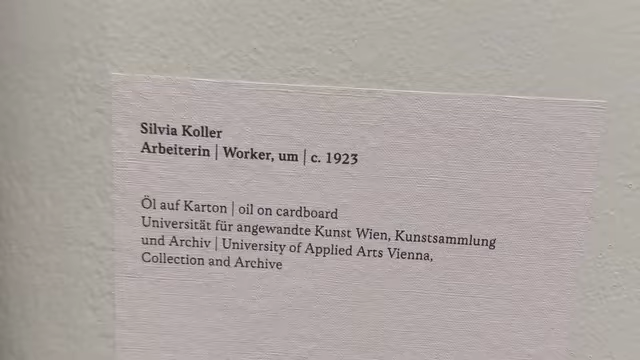 Silvia Koller
Arbeiterin | Worker, um | c. 1923
Öl auf Karton | oil on cardboard
Universität für angewandte Kunst Wien, Kunstsammlung
und Archiv | University of Applied Arts Vienna,
Collection and Archive